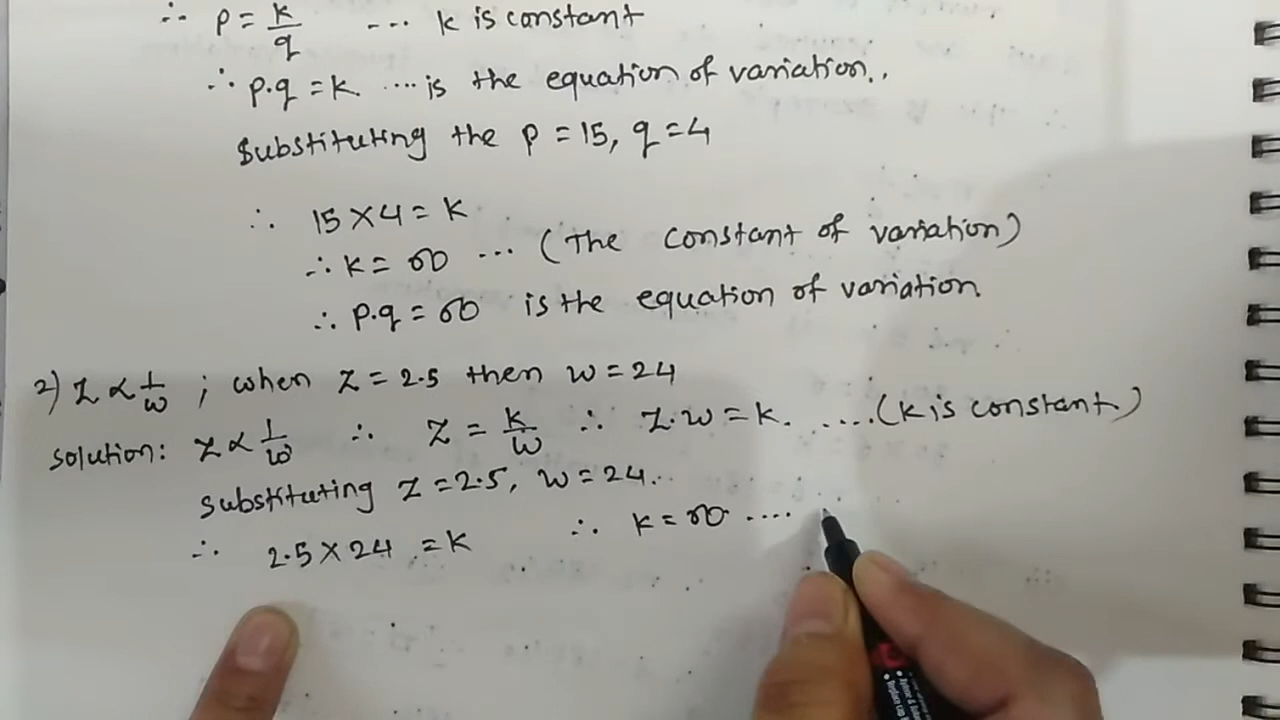 ∴ p = k/q ... k is constant
∴ p.q = k ... is the equation of variation..
Substituting the p = 15, q = 4
∴ 15 × 4 = k
∴ k = 60 ... (The constant of variation)
∴ p.q = 60 is the equation of variation.
2) z ∝ 1/w ; when z = 2.5 then w = 24
solution: z ∝ 1/w ∴ z = k/w ∴ z.w = k. ....(k is constant)
substituting z = 2.5, w = 24..
∴ 2.5 × 24 = k ∴ k = 60 ....